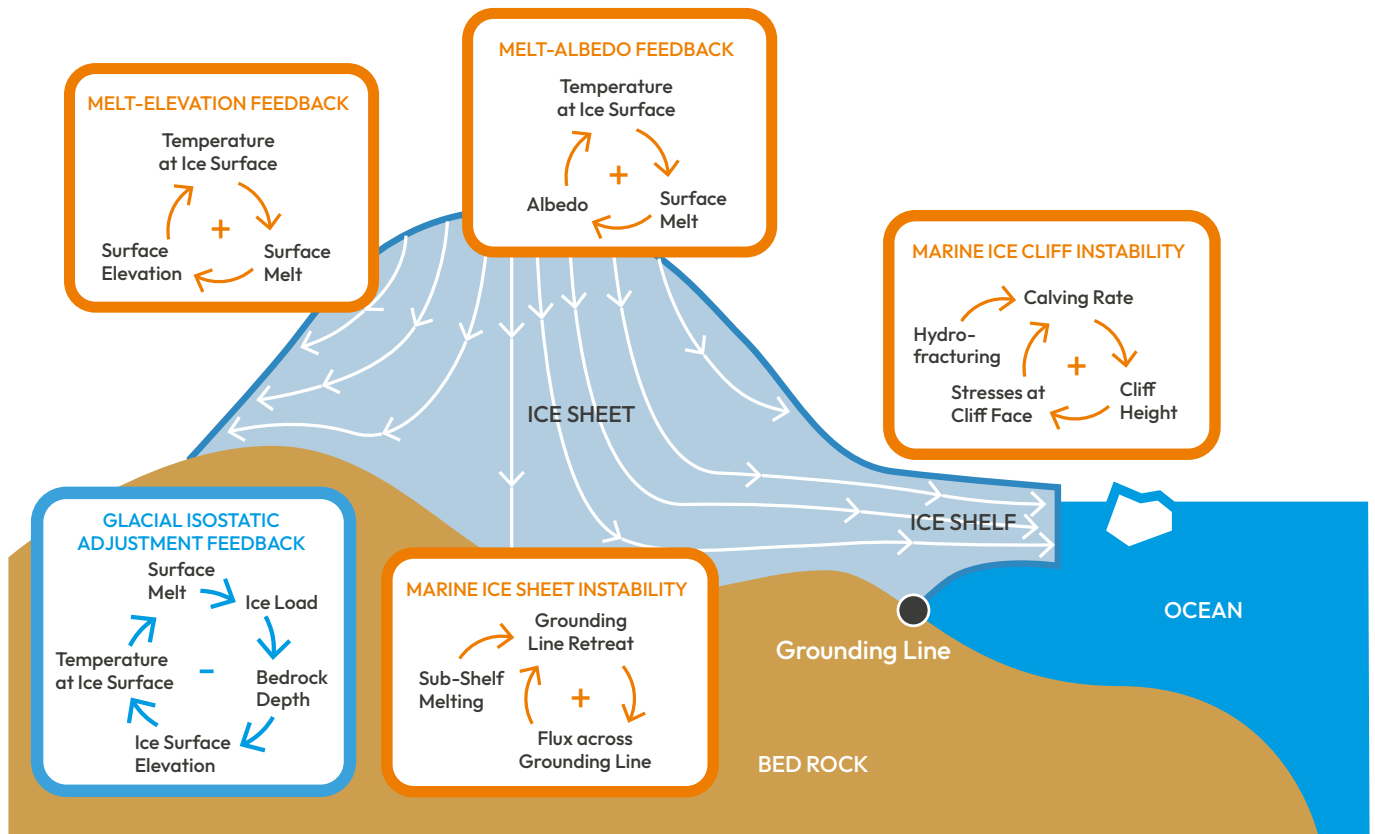 MELT-ELEVATION FEEDBACK
Temperature
at Ice Surface
+
Surface
Elevation
Surface
Melt
MELT-ALBEDO FEEDBACK
Temperature
at Ice Surface
+
Albedo
Surface
Melt
MARINE ICE CLIFF INSTABILITY
Calving Rate
Hydro-
fracturing
+
Stresses at
Cliff Face
Cliff
Height
ICE SHEET
ICE SHELF
OCEAN
Grounding Line
BED ROCK
GLACIAL ISOSTATIC
ADJUSTMENT FEEDBACK
Surface
Melt
Ice Load
Temperature
at Ice Surface
-
Bedrock
Depth
Ice Surface
Elevation
MARINE ICE SHEET INSTABILITY
Grounding
Line Retreat
Sub-Shelf
Melting
+
Flux across
Grounding Line